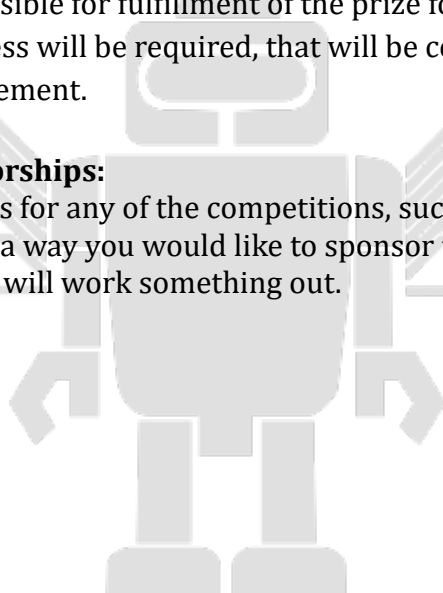 sible for fulfillment of the prize fo
ess will be required, that will be co
ement.
orships:
s for any of the competitions, suc
a way you would like to sponsor
will work something out.